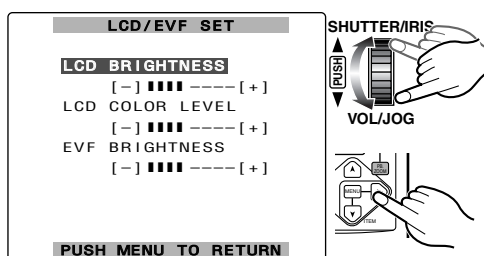 LCD/EVF SET
LCD BRIGHTNESS
[-] ▮▮▮▮ ----[+]
LCD COLOR LEVEL
[-] ▮▮▮▮ ----[+]
EVF BRIGHTNESS
[-] ▮▮▮▮ ----[+]
PUSH MENU TO RETURN
SHUTTER/IRIS
PUSH
VOL/JOG
ZOOM
MENU
ITEM